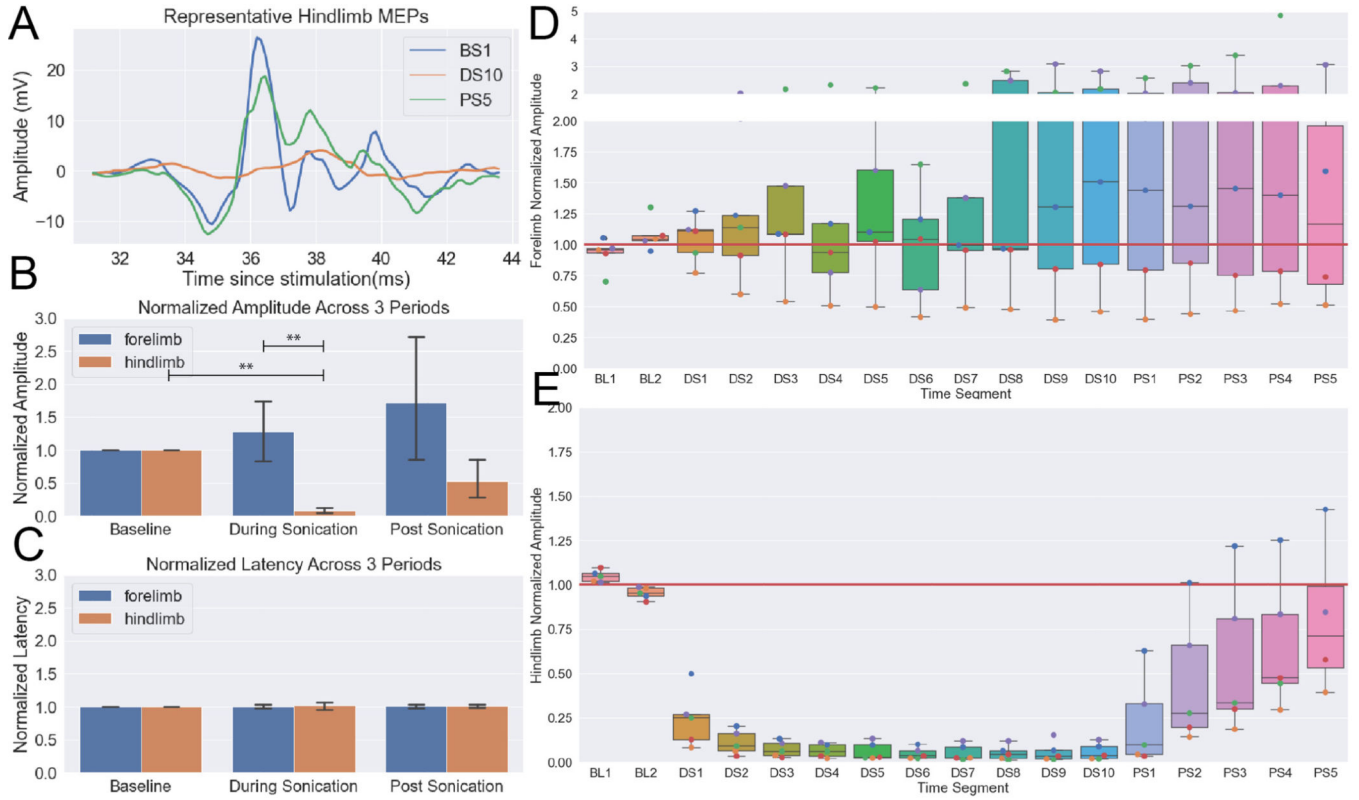 A
Representative Hindlimb MEPs
BS1
DS10
PS5
20
10
0
−10
Amplitude (mV)
32 34 36 38 40 42 44
Time since stimulation(ms)
B
Normalized Amplitude Across 3 Periods
forelimb
hindlimb
**
**
3.0
2.5
2.0
1.5
1.0
0.5
0.0
Normalized Amplitude
Baseline During Sonication Post Sonication
C
Normalized Latency Across 3 Periods
forelimb
hindlimb
3.0
2.5
2.0
1.5
1.0
0.5
0.0
Normalized Latency
Baseline During Sonication Post Sonication
D
5
4
3
2
2.00
1.50
1.25
1.00
0.75
0.50
0.25
0.00
Forelimb Normalized Amplitude
BL1 BL2 DS1 DS2 DS3 DS4 DS5 DS6 DS7 DS8 DS9 DS10 PS1 PS2 PS3 PS4 PS5
Time Segment
E
2.00
1.75
1.50
1.25
1.00
0.75
0.50
0.25
0.00
Hindlimb Normalized Amplitude
BL1 BL2 DS1 DS2 DS3 DS4 DS5 DS6 DS7 DS8 DS9 DS10 PS1 PS2 PS3 PS4 PS5
Time Segment